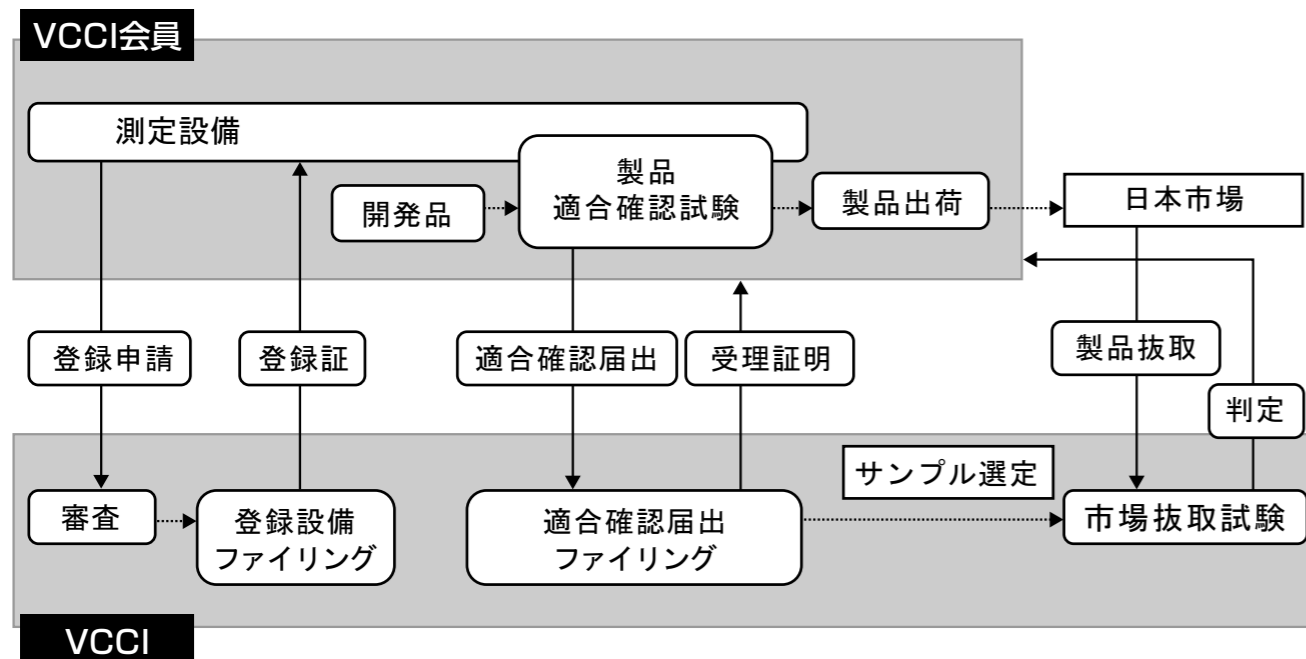 VCCI会員
測定設備
製品
適合確認試験
開発品
製品出荷
日本市場
登録申請
登録証
適合確認届出
受理証明
製品抜取
判定
サンプル選定
審査
登録設備
ファイリング
適合確認届出
ファイリング
市場抜取試験
VCCI